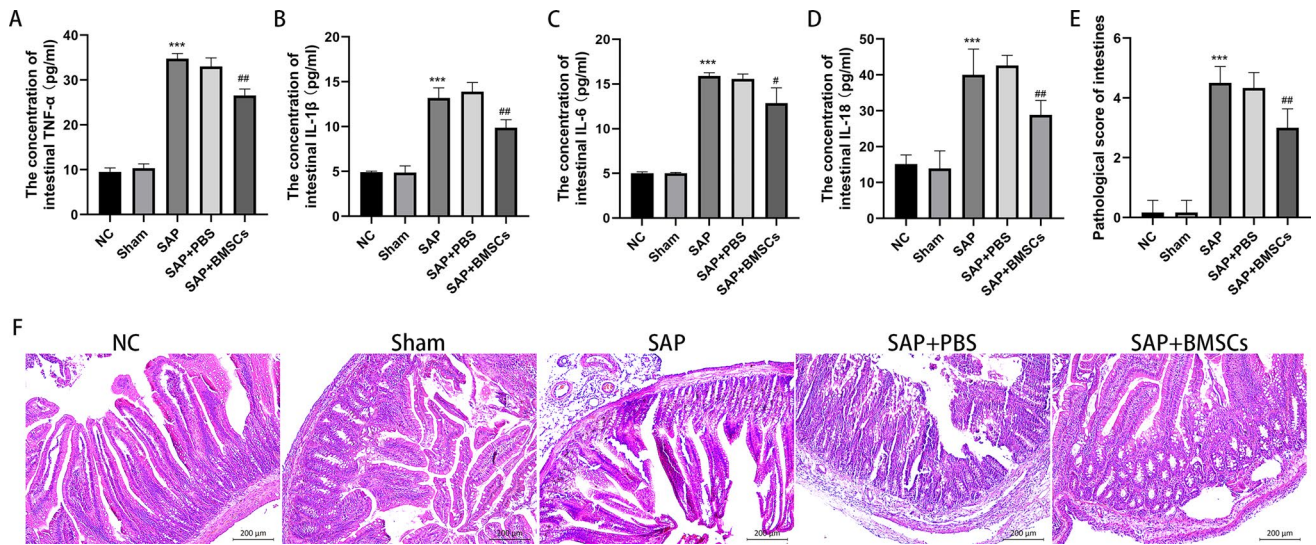 A
The concentration of
intestinal TNF-α (pg/ml)
40
30
20
10
0
***
##
NC
Sham
SAP
SAP+PBS
SAP+BMSCs
B
The concentration of
intestinal IL-1β (pg/ml)
20
15
10
5
0
***
##
NC
Sham
SAP
SAP+PBS
SAP+BMSCs
C
The concentration of
intestinal IL-6 (pg/ml)
20
15
10
5
0
***
#
NC
Sham
SAP
SAP+PBS
SAP+BMSCs
D
The concentration of
intestinal IL-18 (pg/ml)
50
40
30
20
10
0
***
##
NC
Sham
SAP
SAP+PBS
SAP+BMSCs
E
Pathological score of intestines
6
4
2
0
***
##
NC
Sham
SAP
SAP+PBS
SAP+BMSCs
F
NC
Sham
SAP
SAP+PBS
SAP+BMSCs
200 μm
200 μm
200 μm
200 μm
200 μm